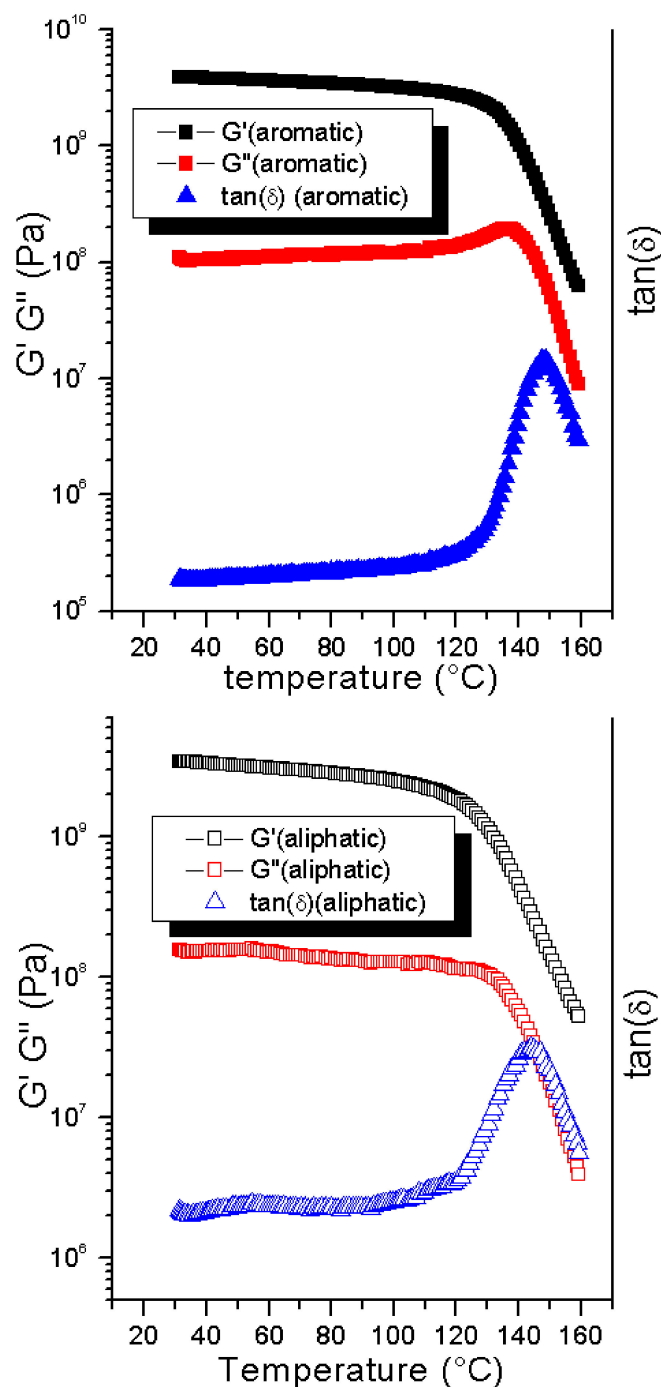 10¹⁰
10⁹
10⁸
10⁷
10⁶
10⁵
G' G" (Pa)
tan(δ)
G'(aromatic)
G"(aromatic)
tan(δ) (aromatic)
20 40 60 80 100 120 140 160
temperature (°C)
10⁹
10⁸
10⁷
10⁶
G' G" (Pa)
tan(δ)
G'(aliphatic)
G"(aliphatic)
tan(δ)(aliphatic)
20 40 60 80 100 120 140 160
Temperature (°C)